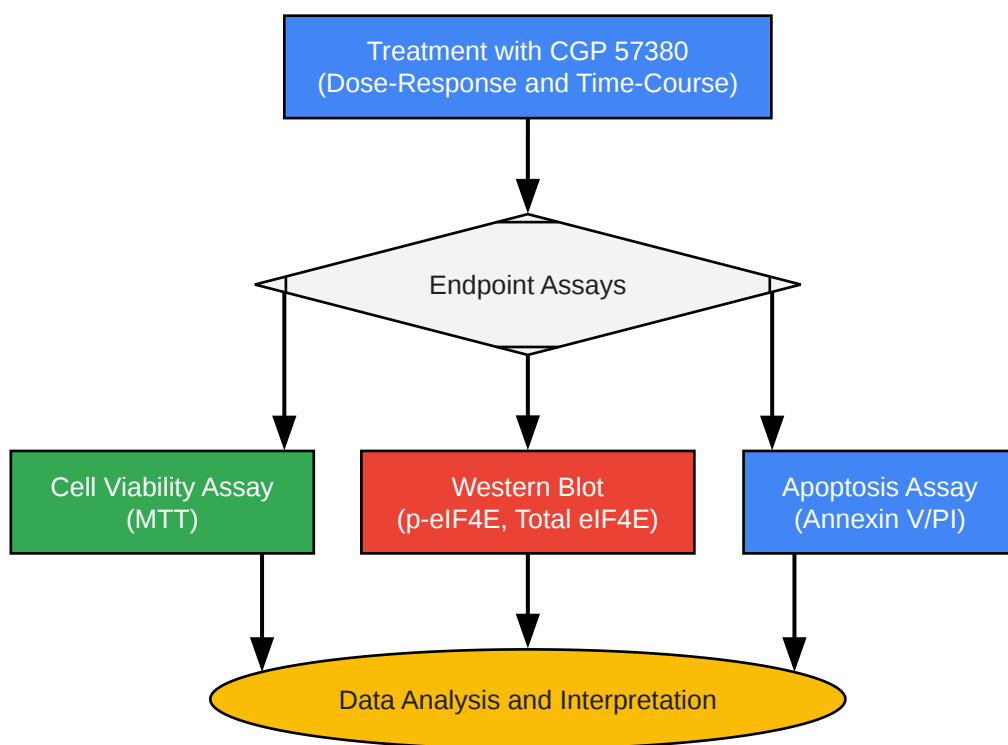 Treatment with CGP 57380
(Dose-Response and Time-Course)
Endpoint Assays
Cell Viability Assay
(MTT)
Western Blot
(p-eIF4E, Total eIF4E)
Apoptosis Assay
(Annexin V/PI)
Data Analysis and Interpretation